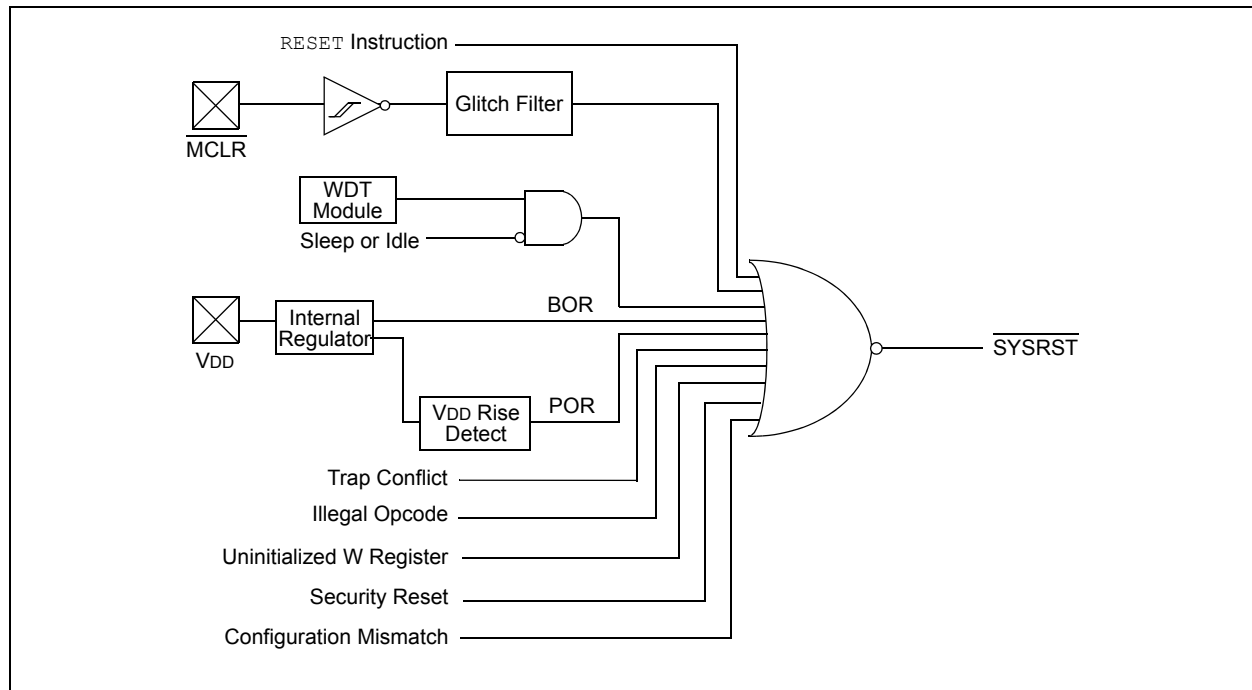 RESET Instruction
Glitch Filter
MCLR
WDT
Module
Sleep or Idle
BOR
Internal
Regulator
VDD
SYSRST
VDD Rise
Detect
POR
Trap Conflict
Illegal Opcode
Uninitialized W Register
Security Reset
Configuration Mismatch